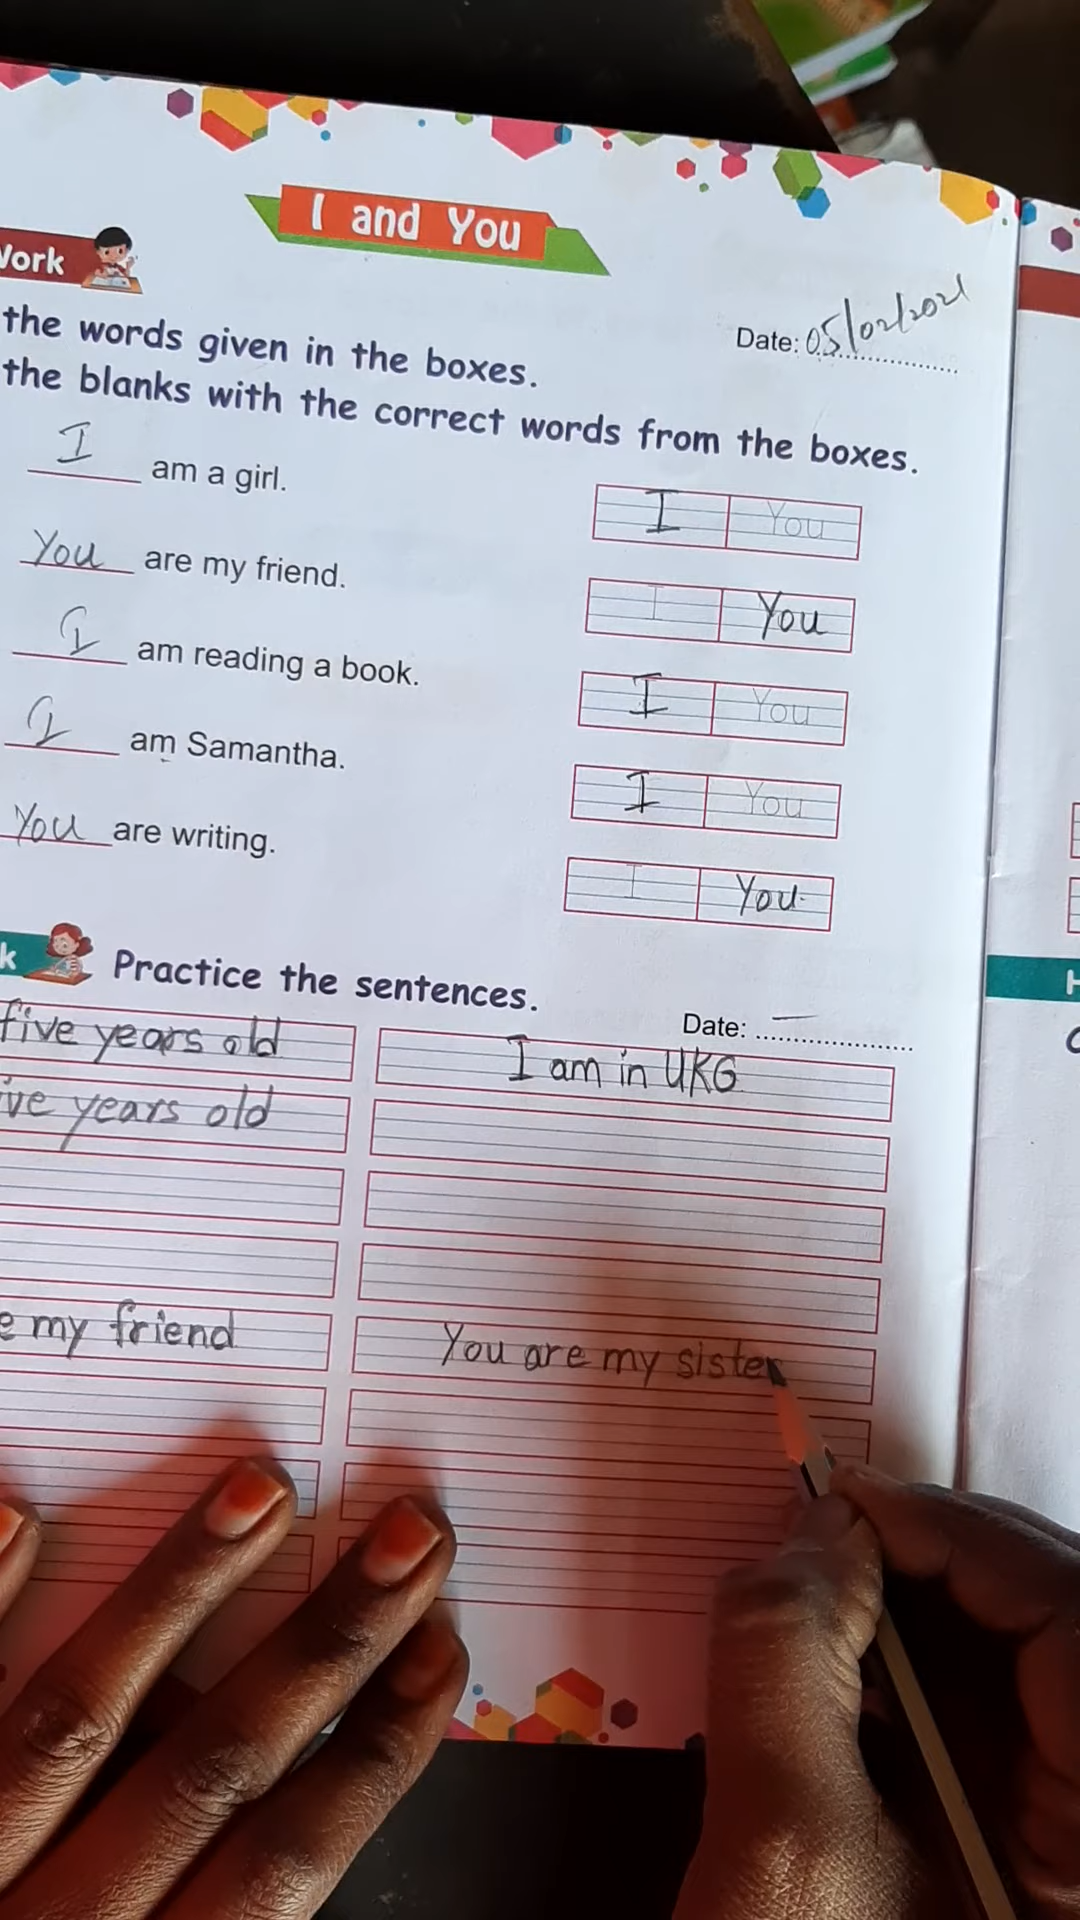 I and You
Work
Date: 05/02/2021
the words given in the boxes.
the blanks with the correct words from the boxes.
I am a girl.
I You
You are my friend.
I You
I am reading a book.
I You
I am Samantha.
I You
You are writing.
I You
k Practice the sentences.
Date:
five years old
I am in UKG
ive years old
e my friend
You are my sister
H